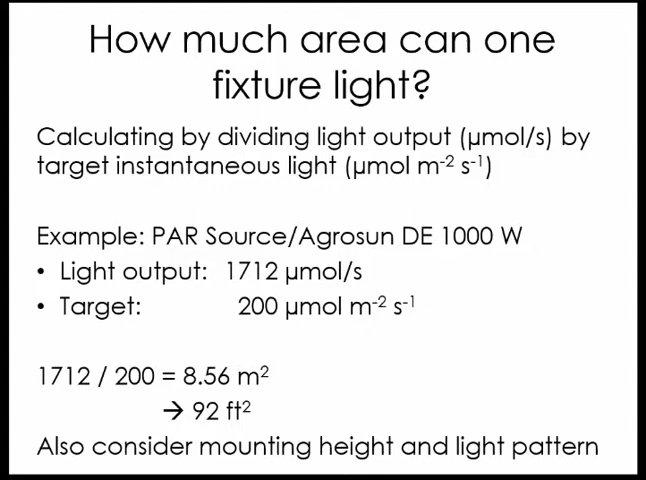 How much area can one
fixture light?
Calculating by dividing light output (µmol/s) by
target instantaneous light (µmol m⁻² s⁻¹)
Example: PAR Source/Agrosun DE 1000 W
• Light output: 1712 µmol/s
• Target: 200 µmol m⁻² s⁻¹
1712 / 200 = 8.56 m²
→ 92 ft²
Also consider mounting height and light pattern